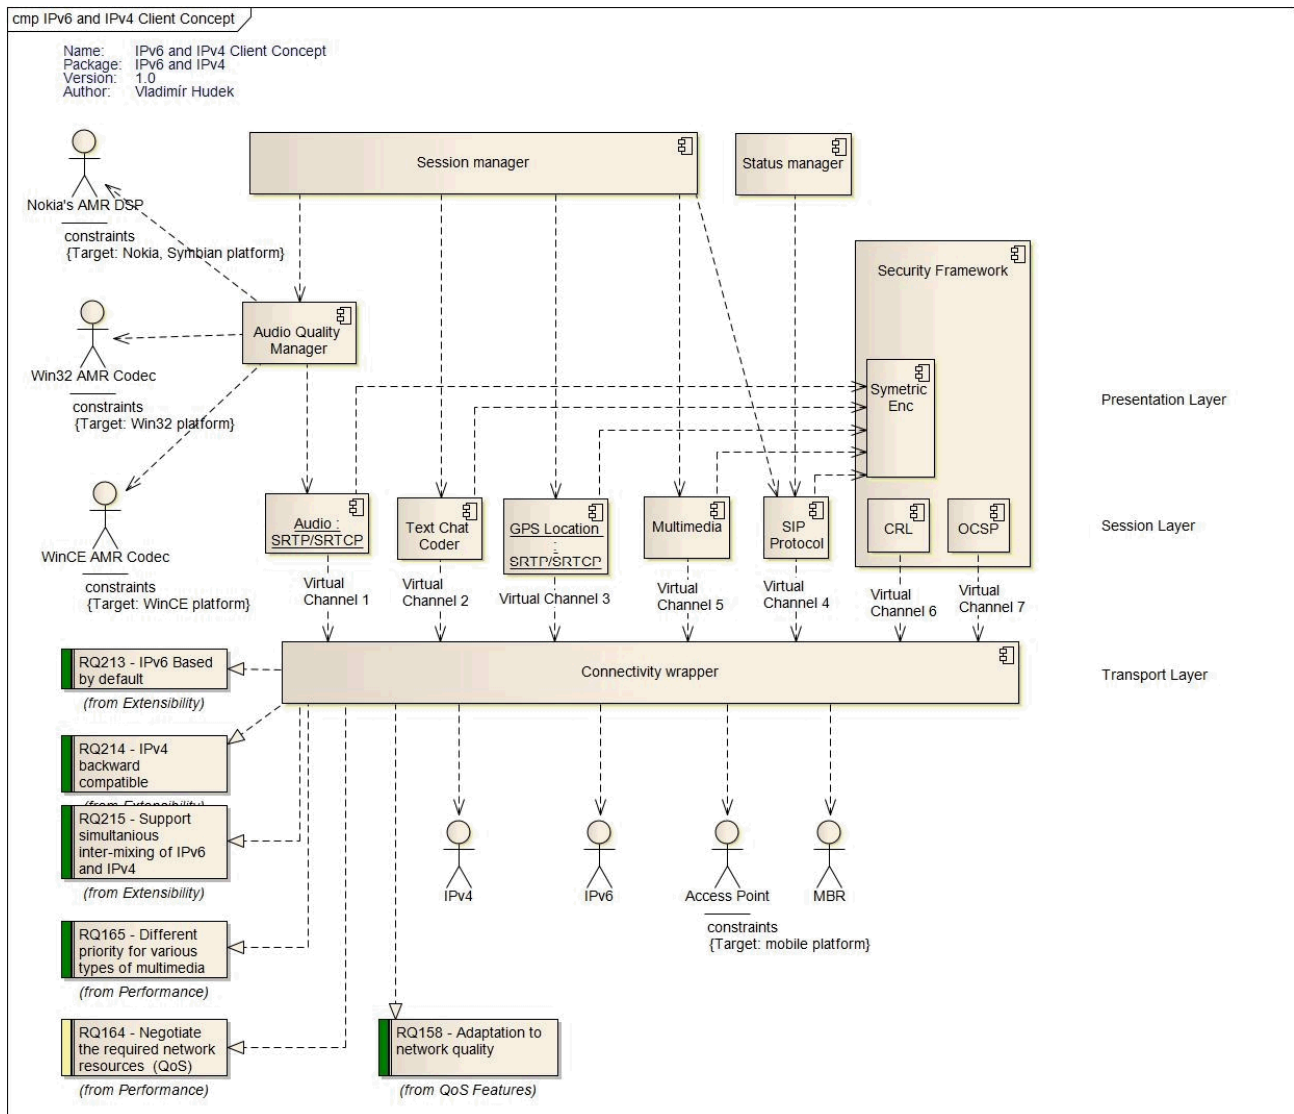 cmp IPv6 and IPv4 Client Concept
Name: IPv6 and IPv4 Client Concept
Package: IPv6 and IPv4
Version: 1.0
Author: Vladimír Hudek
Session manager
Status manager
Nokia's AMR DSP
constraints
{Target: Nokia, Symbian platform}
Security Framework
Audio Quality
Manager
Win32 AMR Codec
constraints
{Target: Win32 platform}
Symetric
Enc
Presentation Layer
WinCE AMR Codec
constraints
{Target: WinCE platform}
Audio :
SRTP/SRTCP
Text Chat
Coder
GPS Location
:
SRTP/SRTCP
Multimedia
SIP
Protocol
CRL
OCSP
Session Layer
Virtual
Channel 1
Virtual
Channel 2
Virtual Channel 3
Virtual
Channel 5
Virtual
Channel 4
Virtual
Channel 6
Virtual
Channel 7
Connectivity wrapper
Transport Layer
RQ213 - IPv6 Based
by default
(from Extensibility)
RQ214 - IPv4
backward
compatible
(from Extensibility)
RQ215 - Support
simultanious
inter-mixing of IPv6
and IPv4
(from Extensibility)
IPv4
IPv6
Access Point
constraints
{Target: mobile platform}
MBR
RQ165 - Different
priority for various
types of multimedia
(from Performance)
RQ164 - Negotiate
the required network
resources (QoS)
(from Performance)
RQ158 - Adaptation to
network quality
(from QoS Features)